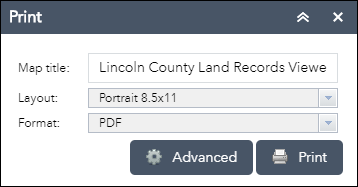 Print
Map title: Lincoln County Land Records Viewe
Layout: Portrait 8.5x11
Format: PDF
Advanced Print